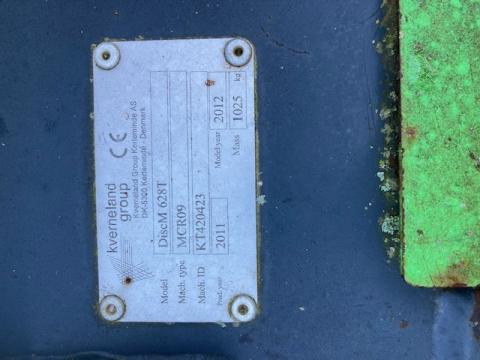 kverneland
group
Kverneland Group Kerteminde AS
DK-5300 Kerteminde - Denmark
CE
Model DiscM 628T
Mach. type MCR09
Mach. ID KT420423
Prod. year 2011 Model year 2012
Mass 1025 kg